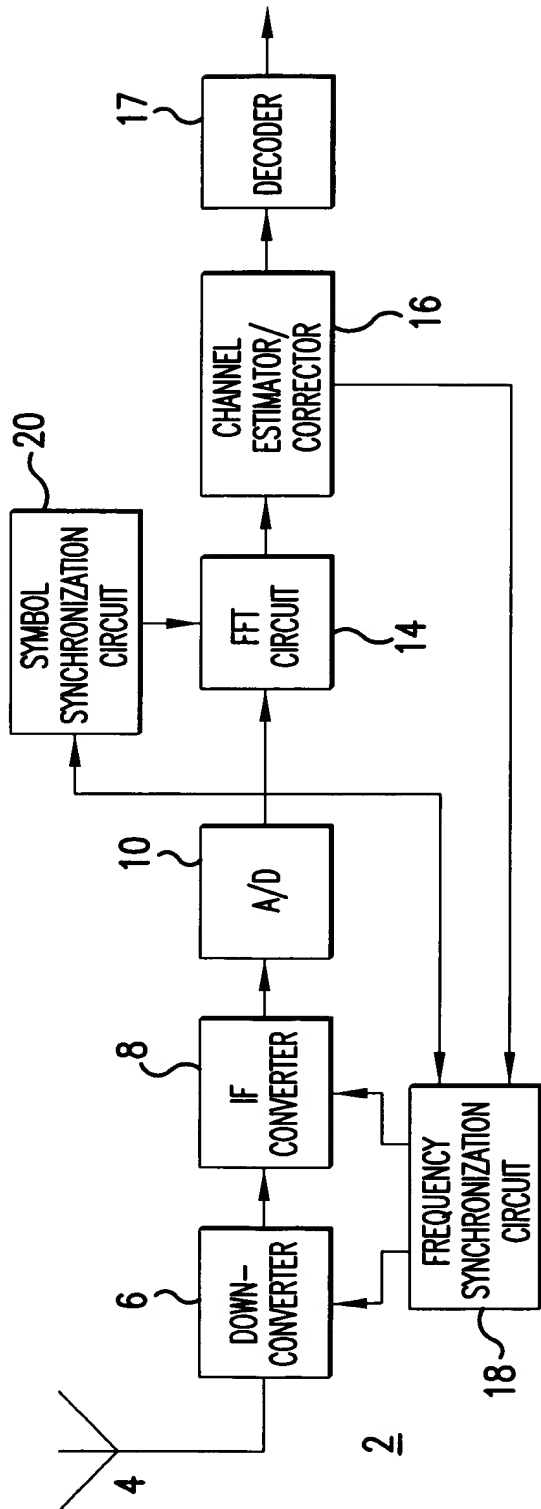 4
2
6
DOWN-
CONVERTER
8
IF
CONVERTER
10
A/D
FFT
CIRCUIT
14
SYMBOL
SYNCHRONIZATION
CIRCUIT
20
CHANNEL
ESTIMATOR/
CORRECTOR
16
DECODER
17
FREQUENCY
SYNCHRONIZATION
CIRCUIT
18